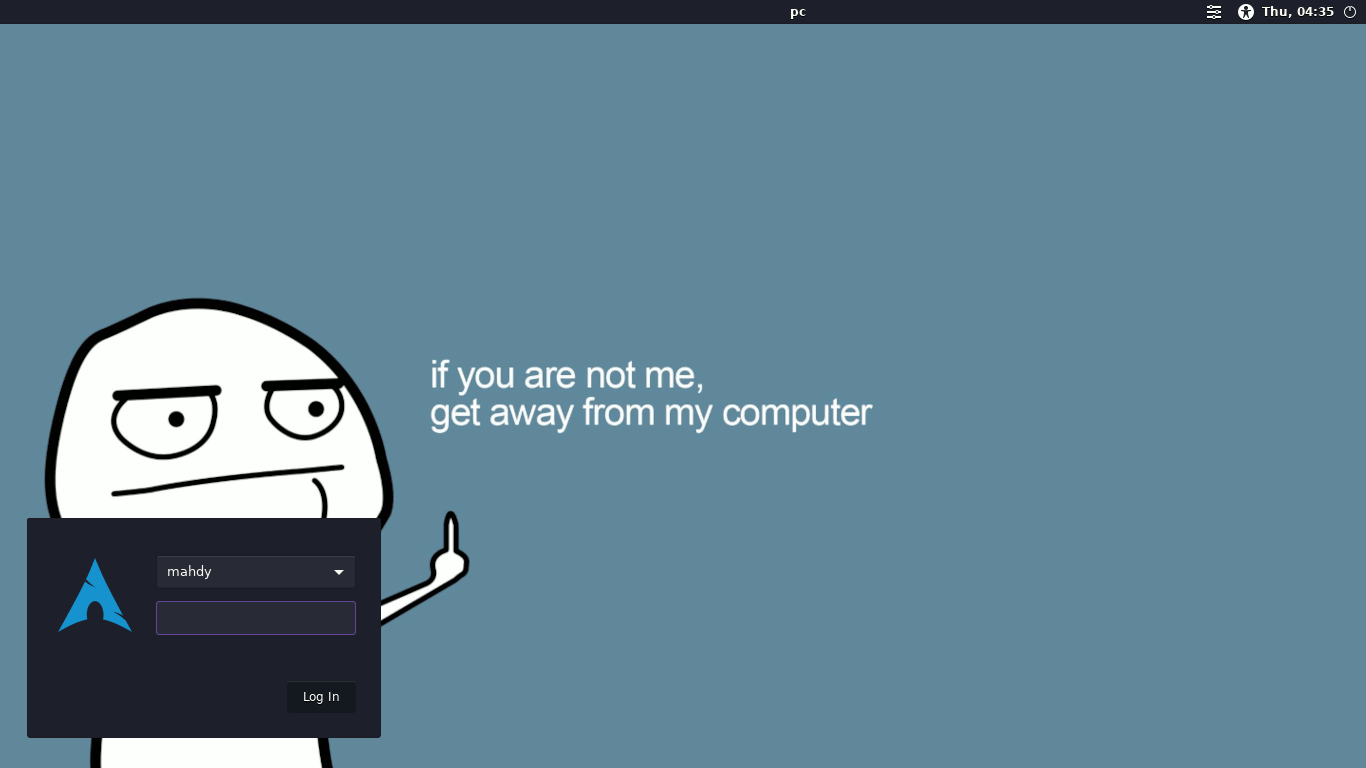 pc
Thu, 04:35
if you are not me,
get away from my computer
mahdy
Log In